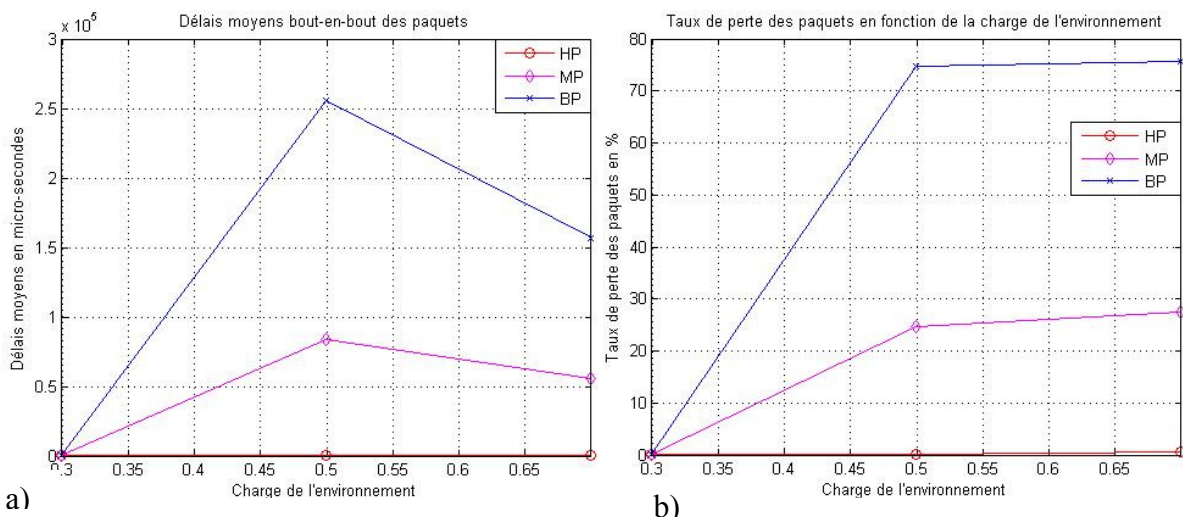 Délais moyens bout-en-bout des paquets
x 10^5
3
2.5
2
1.5
1
0.5
0
Délais moyens en micro-secondes
HP
MP
BP
0.3
0.35
0.4
0.45
0.5
0.55
0.6
0.65
Charge de l'environnement
a)
Taux de perte des paquets en fonction de la charge de l'environnement
80
70
60
50
40
30
20
10
0
Taux de perte des paquets en %
HP
MP
BP
0.3
0.35
0.4
0.45
0.5
0.55
0.6
0.65
Charge de l'environnement
b)